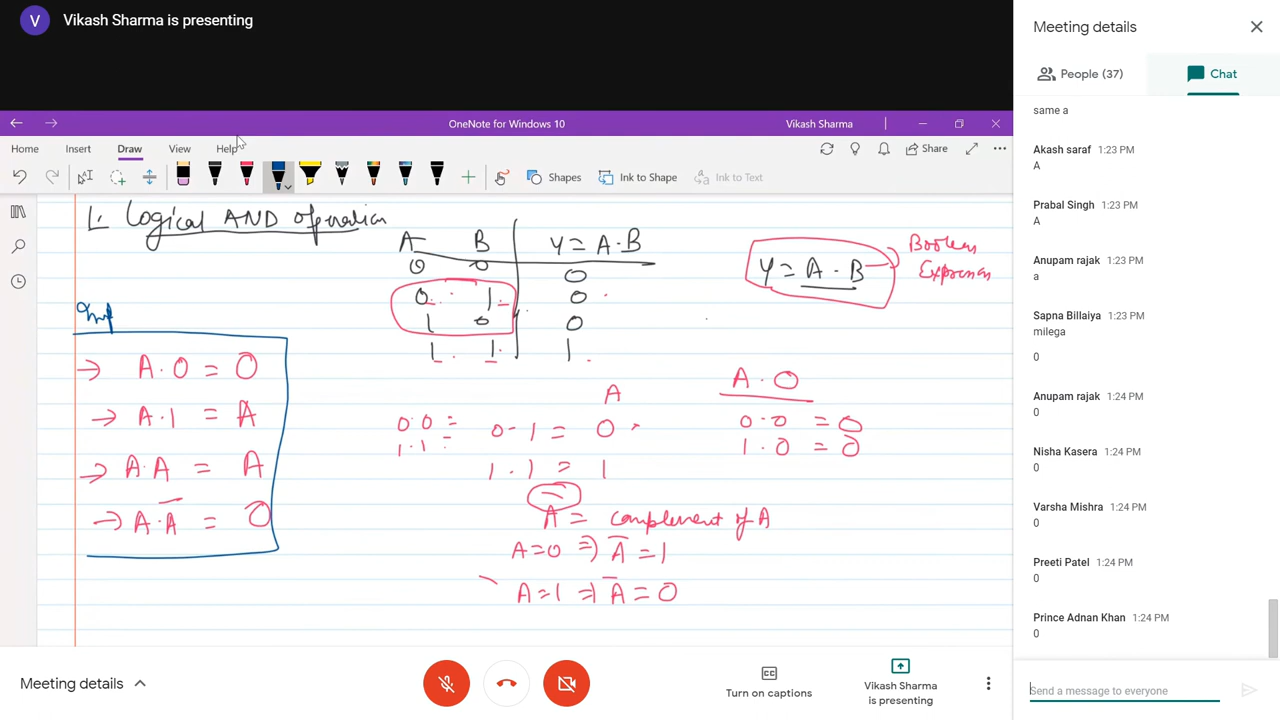 V
Vikash Sharma is presenting
OneNote for Windows 10
Vikash Sharma
Home
Insert
Draw
View
Help
Share
Shapes
Ink to Shape
Ink to Text
1. Logical AND operation
A B Y = A·B
0 0 0
0 1 0
1 0 0
1 1 1
Y = A·B
Boolean
Expression
→ A·0 = 0
→ A·1 = A
→ A·A = A
→ A·Ā = 0
A
0·0 =
1·1 =
0·1 = 0
1·1 = 1
A·0
0·0 = 0
1·0 = 0
Ā = complement of A
A=0 ⇒ Ā = 1
A=1 ⇒ Ā = 0
Meeting details
Turn on captions
Vikash Sharma
is presenting
Meeting details
People (37)
Chat
same a
Akash saraf 1:23 PM
A
Prabal Singh 1:23 PM
A
Anupam rajak 1:23 PM
a
Sapna Billaiya 1:23 PM
milega
0
Anupam rajak 1:24 PM
0
Nisha Kasera 1:24 PM
0
Varsha Mishra 1:24 PM
0
Preeti Patel 1:24 PM
0
Prince Adnan Khan 1:24 PM
0
Send a message to everyone